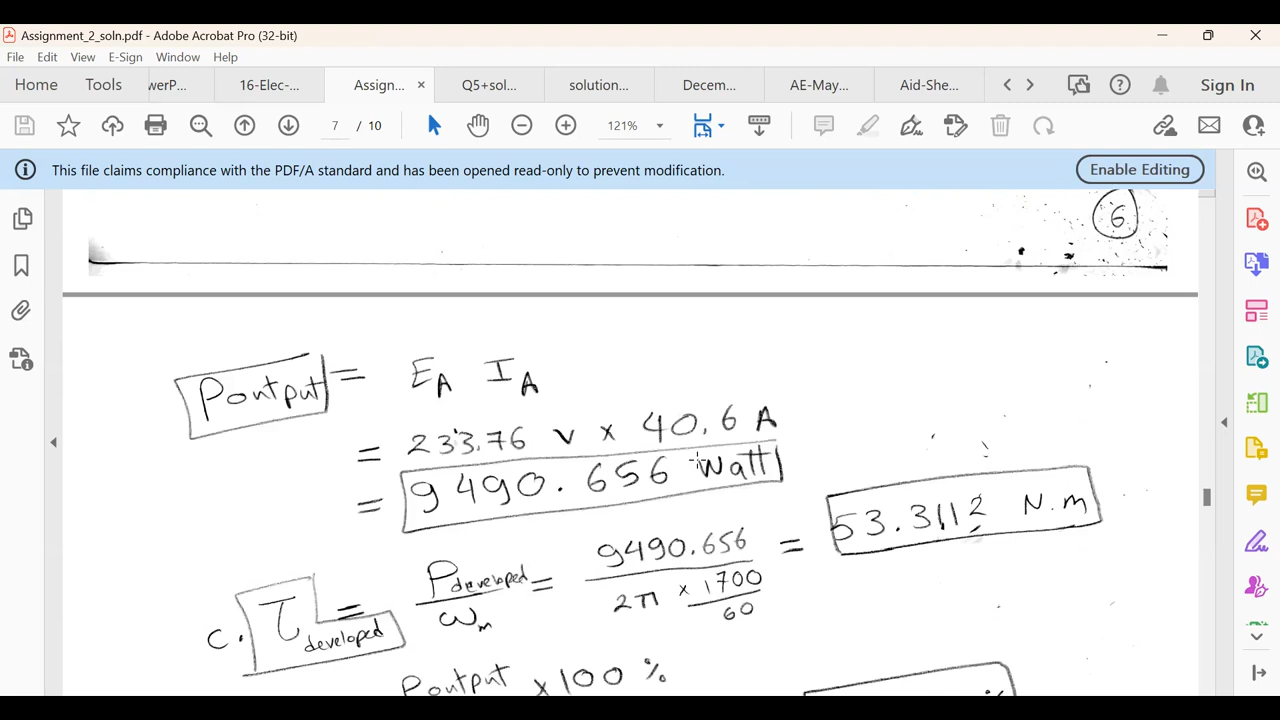 Assignment_2_soln.pdf - Adobe Acrobat Pro (32-bit)
File Edit View E-Sign Window Help
Home Tools werP... 16-Elec-... Assign... × Q5+sol... solution... Decem... AE-May... Aid-She... Sign In
7 / 10 121%
This file claims compliance with the PDF/A standard and has been opened read-only to prevent modification. Enable Editing
6
Poutput = EA IA
= 233.76 V × 40.6 A
= 9490.656 Watt
c. τdeveloped = Pdeveloped / ωm = 9490.656 / 2π × 1700/60 = 53.3112 N.m
Poutput × 100 %
%